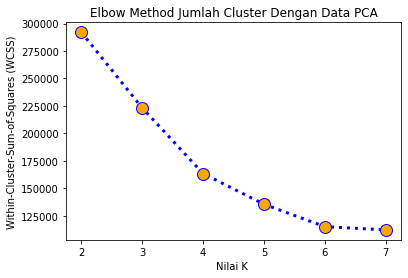 Elbow Method Jumlah Cluster Dengan Data PCA
Within-Cluster-Sum-of-Squares (WCSS)
300000
275000
250000
225000
200000
175000
150000
125000
2 3 4 5 6 7
Nilai K